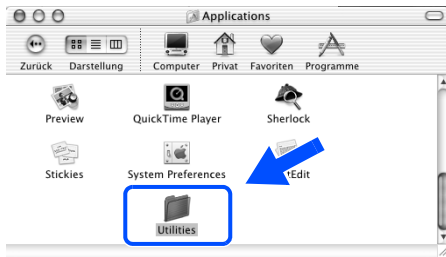 Applications
Zurück Darstellung Computer Privat Favoriten Programme
Preview QuickTime Player Sherlock
Stickies System Preferences tEdit
Utilities